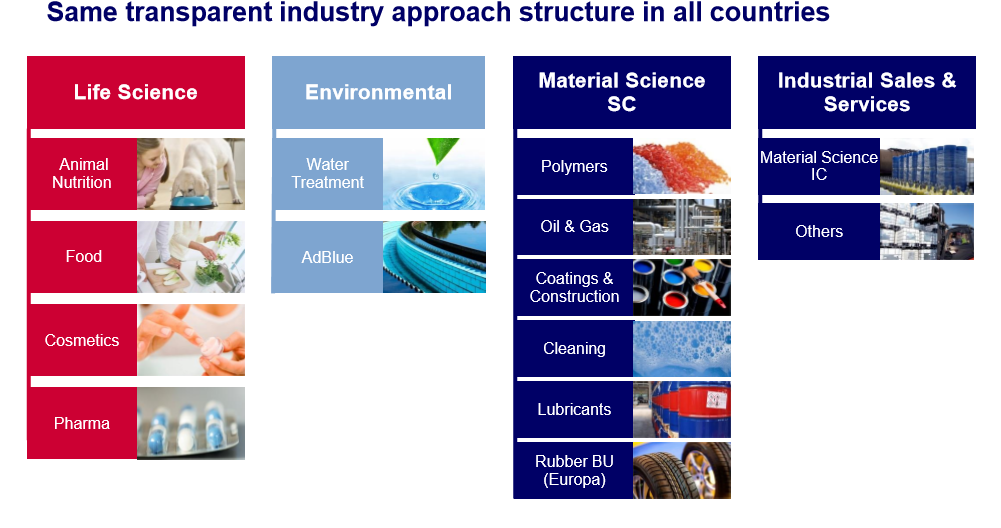 Same transparent industry approach structure in all countries
Life Science
Animal
Nutrition
Food
Cosmetics
Pharma
Environmental
Water
Treatment
AdBlue
Material Science
SC
Polymers
Oil & Gas
Coatings &
Construction
Cleaning
Lubricants
Rubber BU
(Europa)
Industrial Sales &
Services
Material Science
IC
Others